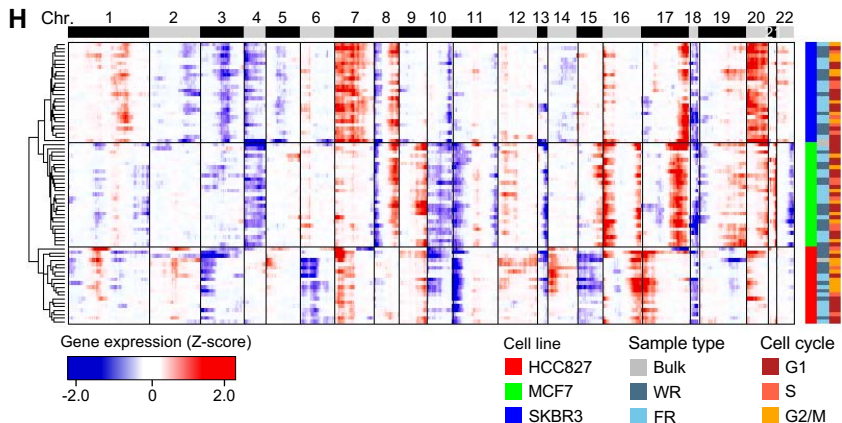 H
Chr. 1 2 3 4 5 6 7 8 9 10 11 12 13 14 15 16 17 18 19 20 21 22
Gene expression (Z-score)
-2.0 0 2.0
Cell line
HCC827
MCF7
SKBR3
Sample type
Bulk
WR
FR
Cell cycle
G1
S
G2/M